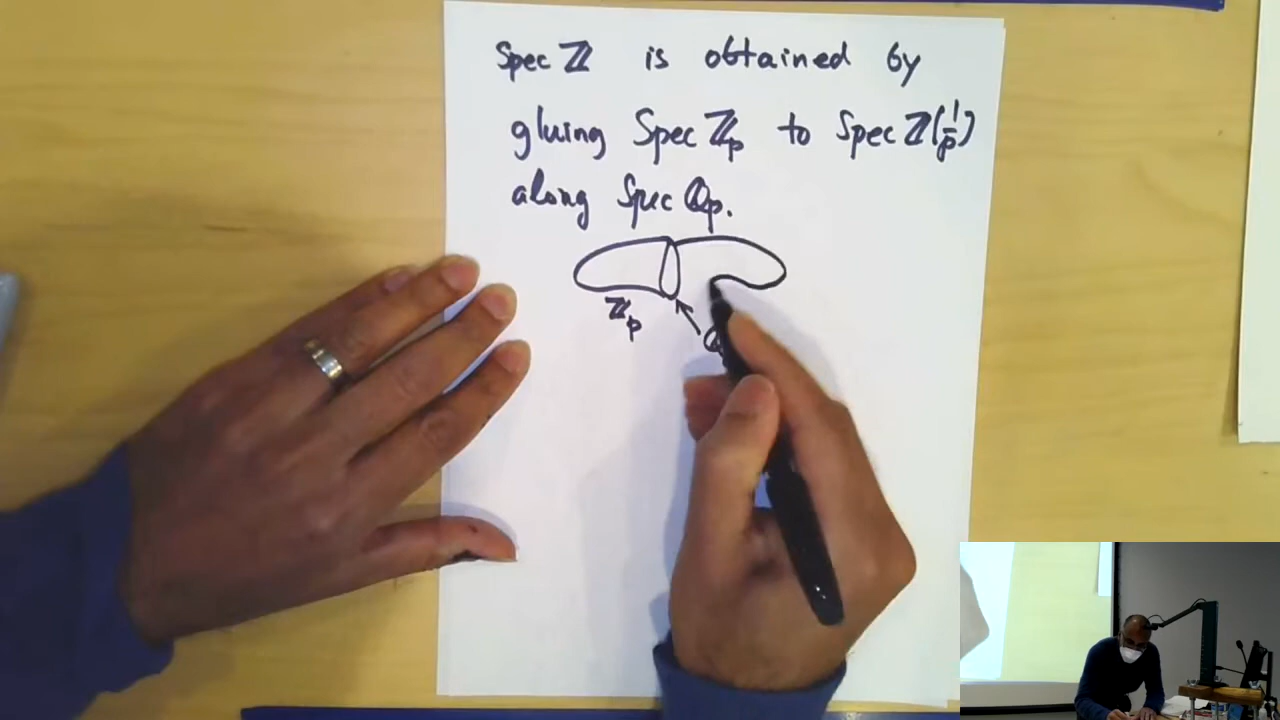 Spec ℤ is obtained by
gluing Spec ℤₚ to Spec ℤ(1/p)
along Spec ℚₚ.
ℤₚ